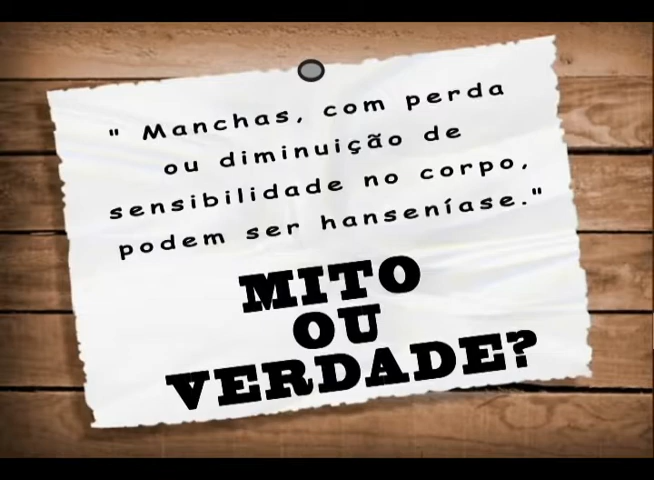 " Manchas, com perda
ou diminuição de
sensibilidade no corpo,
podem ser hanseníase."
MITO
OU
VERDADE?